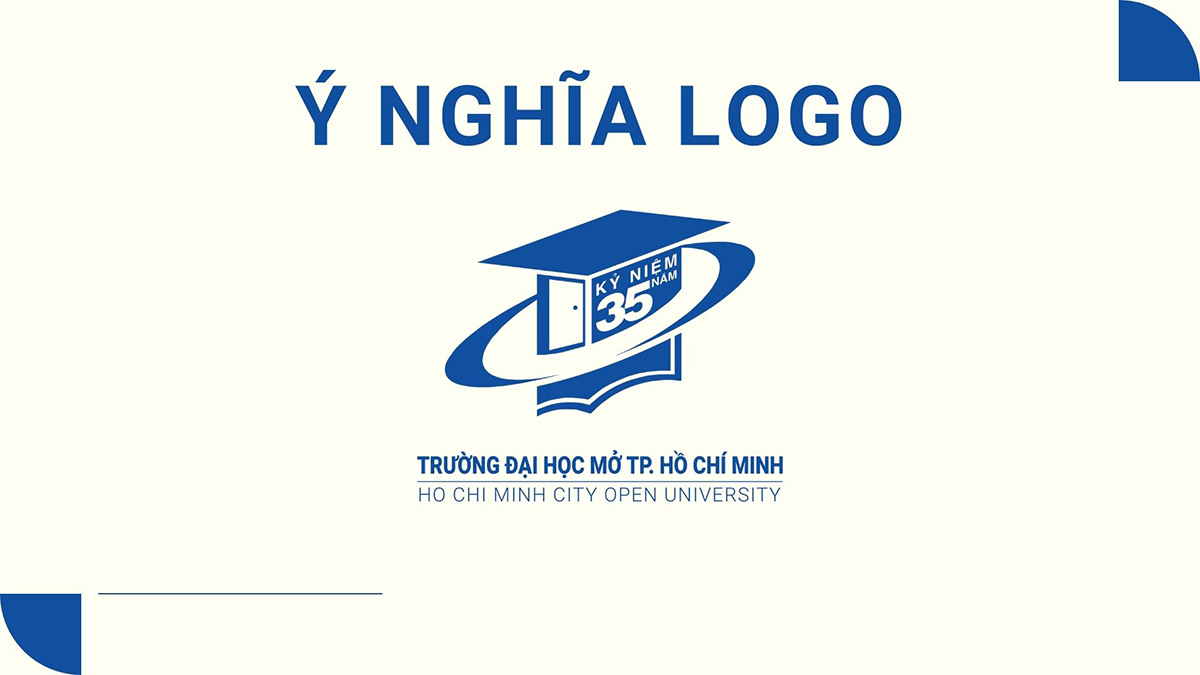 Ý NGHĨA LOGO
KỶ NIỆM
35 NĂM
TRƯỜNG ĐẠI HỌC MỞ TP. HỒ CHÍ MINH
HO CHI MINH CITY OPEN UNIVERSITY